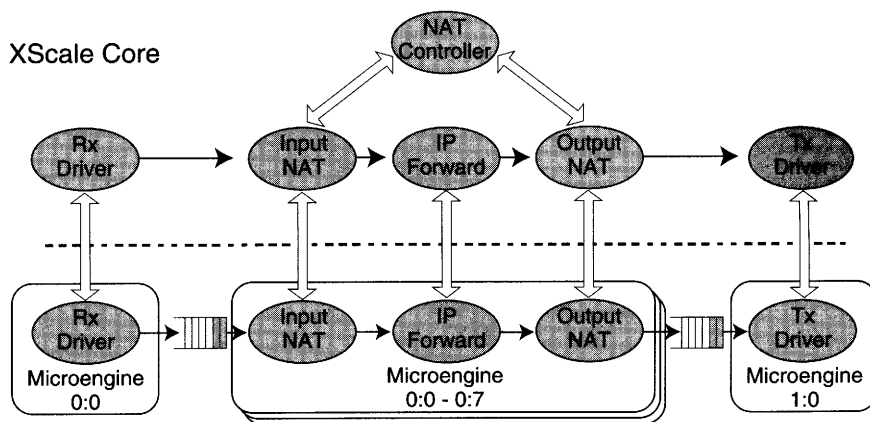 NAT
Controller
XScale Core
Rx
Driver
Input
NAT
IP
Forward
Output
NAT
Tx
Driver
Rx
Driver
Input
NAT
IP
Forward
Output
NAT
Tx
Driver
Microengine
0:0
Microengine
0:0 - 0:7
Microengine
1:0